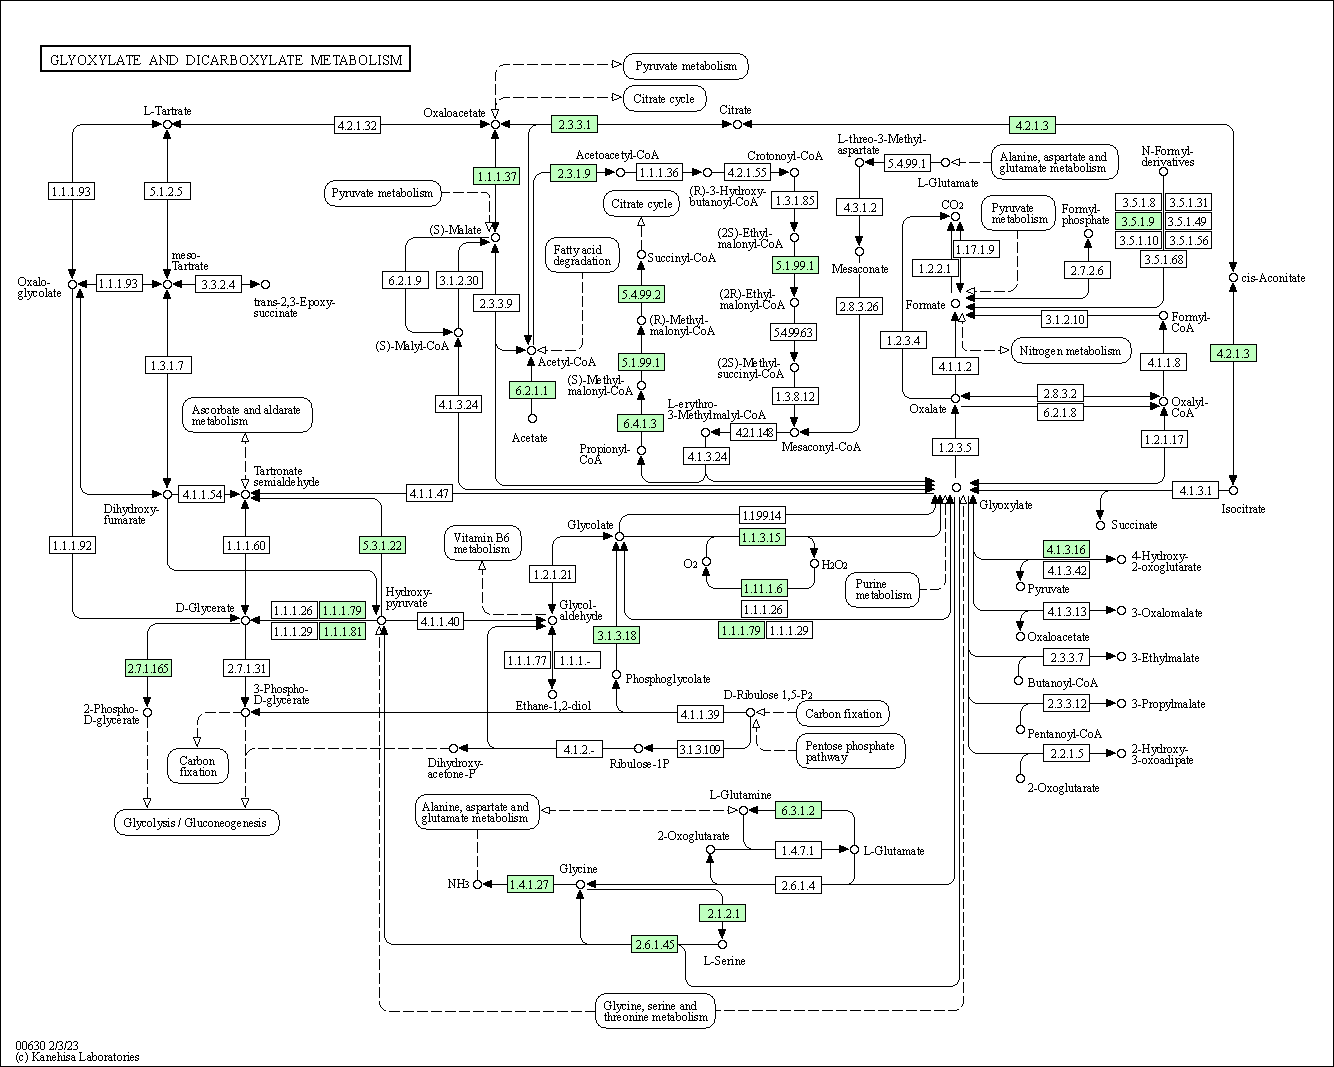 GLYOXYLATE AND DICARBOXYLATE METABOLISM
Pyruvate metabolism
Citrate cycle
L-Tartrate
4.2.1.32
Oxaloacetate
2.3.3.1
Citrate
4.2.1.3
1.1.1.93
5.1.2.5
1.1.1.37
Pyruvate metabolism
(S)-Malate
Acetoacetyl-CoA
2.3.1.9
1.1.1.36
(R)-3-Hydroxy-
butanoyl-CoA
4.2.1.55
Crotonoyl-CoA
1.3.1.85
(2S)-Ethyl-
malonyl-CoA
5.1.99.1
(2R)-Ethyl-
malonyl-CoA
5.4.99.63
(2S)-Methyl-
succinyl-CoA
1.3.8.12
Mesaconyl-CoA
Citrate cycle
Succinyl-CoA
5.4.99.2
(R)-Methyl-
malonyl-CoA
5.1.99.1
(S)-Methyl-
malonyl-CoA
6.4.1.3
Propionyl-
CoA
Fatty acid
degradation
L-threo-3-Methyl-
aspartate
5.4.99.1
L-Glutamate
Alanine, aspartate and
glutamate metabolism
4.3.1.2
Mesaconate
2.8.3.26
CO2
1.17.1.9
1.2.2.1
Formate
Pyruvate
metabolism
Formyl-
phosphate
2.7.2.6
N-Formyl-
derivatives
3.5.1.8
3.5.1.31
3.5.1.9
3.5.1.49
3.5.1.10
3.5.1.56
3.5.1.68
cis-Aconitate
Oxalo-
glycolate
1.1.1.93
meso-
Tartrate
3.3.2.4
trans-2,3-Epoxy-
succinate
6.2.1.9
3.1.2.30
2.3.3.9
(S)-Malyl-CoA
Acetyl-CoA
6.2.1.1
Acetate
4.1.3.24
1.3.1.7
3.1.2.10
Formyl-
CoA
1.2.3.4
Nitrogen metabolism
4.1.1.2
4.1.1.8
4.2.1.3
Oxalate
2.8.3.2
6.2.1.8
Oxalyl-
CoA
1.2.3.5
1.2.1.17
L-erythro-
3-Methylmalyl-CoA
4.2.1.148
4.1.3.24
Ascorbate and aldarate
metabolism
Tartronate
semialdehyde
Dihydroxy-
fumarate
4.1.1.54
4.1.1.47
Glyoxylate
4.1.3.1
Isocitrate
Succinate
1.1.1.92
1.1.1.60
5.3.1.22
Vitamin B6
metabolism
Glycolate
1.1.99.14
1.1.3.15
O2
H2O2
1.11.1.6
1.1.1.26
1.1.1.79
1.1.1.29
Purine
metabolism
1.2.1.21
Glycol-
aldehyde
D-Glycerate
1.1.1.26
1.1.1.79
1.1.1.29
1.1.1.81
Hydroxy-
pyruvate
4.1.1.40
3.1.3.18
1.1.1.77
1.1.1.-
Ethane-1,2-diol
Phosphoglycolate
4.1.3.16
4.1.3.42
4-Hydroxy-
2-oxoglutarate
Pyruvate
4.1.3.13
3-Oxalomalate
Oxaloacetate
2.3.3.7
3-Ethylmalate
Butanoyl-CoA
2.3.3.12
3-Propylmalate
Pentanoyl-CoA
2.2.1.5
2-Hydroxy-
3-oxoadipate
2-Oxoglutarate
2.7.1.165
2.7.1.31
2-Phospho-
D-glycerate
3-Phospho-
D-glycerate
D-Ribulose 1,5-P2
4.1.1.39
Carbon fixation
Pentose phosphate
pathway
3.1.3.109
Ribulose-1P
4.1.2.-
Dihydroxy-
acetone-P
Carbon
fixation
Glycolysis / Gluconeogenesis
Alanine, aspartate and
glutamate metabolism
L-Glutamine
6.3.1.2
2-Oxoglutarate
1.4.7.1
L-Glutamate
2.6.1.4
NH3
1.4.1.27
Glycine
2.1.2.1
2.6.1.45
L-Serine
Glycine, serine and
threonine metabolism
00630 2/3/23
(c) Kanehisa Laboratories